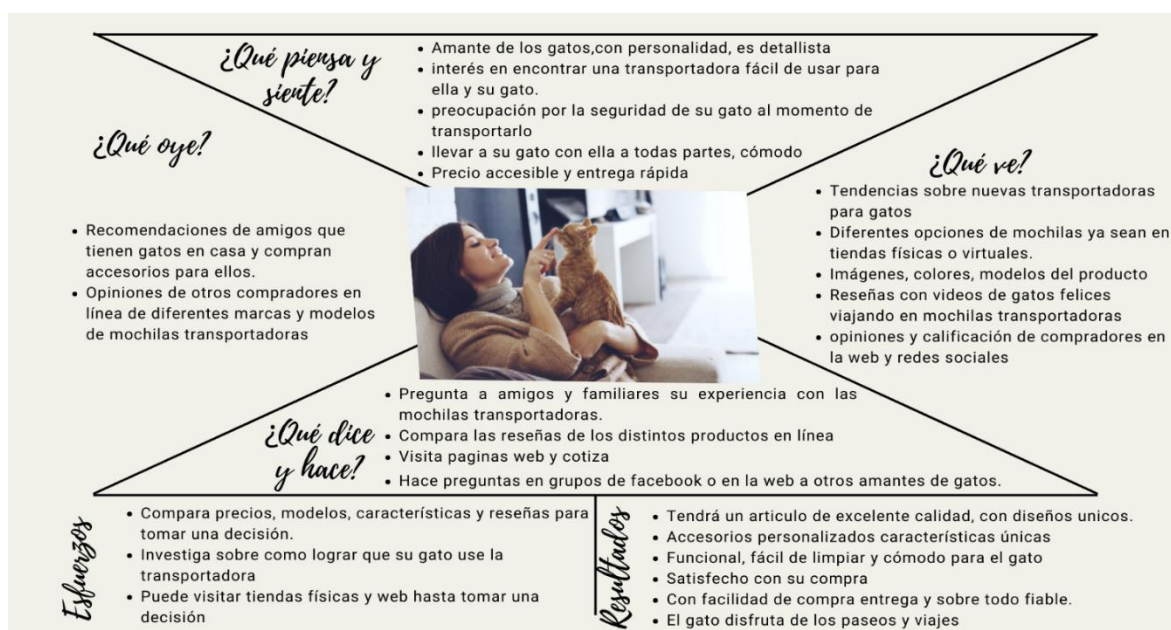 ¿Qué piensa y
siente?
• Amante de los gatos,con personalidad, es detallista
• interés en encontrar una transportadora fácil de usar para
ella y su gato.
• preocupación por la seguridad de su gato al momento de
transportarlo
• llevar a su gato con ella a todas partes, cómodo
• Precio accesible y entrega rápida
¿Qué oye?
• Recomendaciones de amigos que
tienen gatos en casa y compran
accesorios para ellos.
• Opiniones de otros compradores en
línea de diferentes marcas y modelos
de mochilas transportadoras
¿Qué ve?
• Tendencias sobre nuevas transportadoras
para gatos
• Diferentes opciones de mochilas ya sean en
tiendas físicas o virtuales.
• Imágenes, colores, modelos del producto
• Reseñas con videos de gatos felices
viajando en mochilas transportadoras
• opiniones y calificación de compradores en
la web y redes sociales
¿Qué dice
y hace?
• Pregunta a amigos y familiares su experiencia con las
mochilas transportadoras.
• Compara las reseñas de los distintos productos en línea
• Visita paginas web y cotiza
• Hace preguntas en grupos de facebook o en la web a otros amantes de gatos.
Esfuerzos
• Compara precios, modelos, características y reseñas para
tomar una decisión.
• Investiga sobre como lograr que su gato use la
transportadora
• Puede visitar tiendas físicas y web hasta tomar una
decisión
Resultados
• Tendrá un articulo de excelente calidad, con diseños unicos.
• Accesorios personalizados características únicas
• Funcional, fácil de limpiar y cómodo para el gato
• Satisfecho con su compra
• Con facilidad de compra entrega y sobre todo fiable.
• El gato disfruta de los paseos y viajes